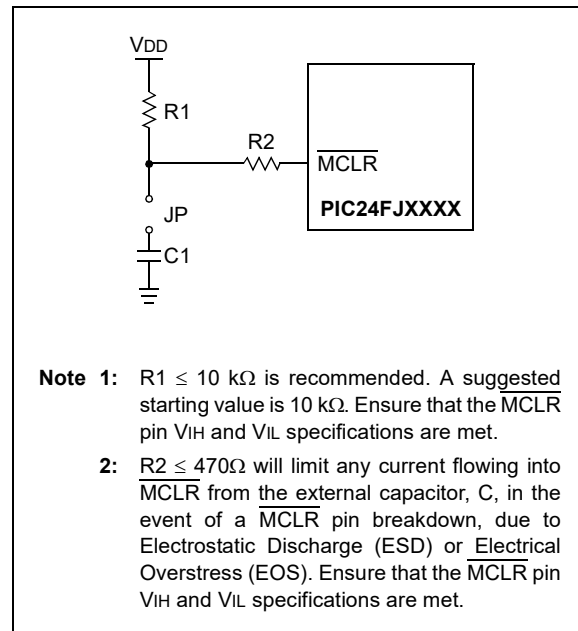 VDD
R1
R2
MCLR
PIC24FJXXXX
JP
C1
Note 1: R1 ≤ 10 kΩ is recommended. A suggested
starting value is 10 kΩ. Ensure that the MCLR
pin VIH and VIL specifications are met.
2: R2 ≤ 470Ω will limit any current flowing into
MCLR from the external capacitor, C, in the
event of a MCLR pin breakdown, due to
Electrostatic Discharge (ESD) or Electrical
Overstress (EOS). Ensure that the MCLR pin
VIH and VIL specifications are met.